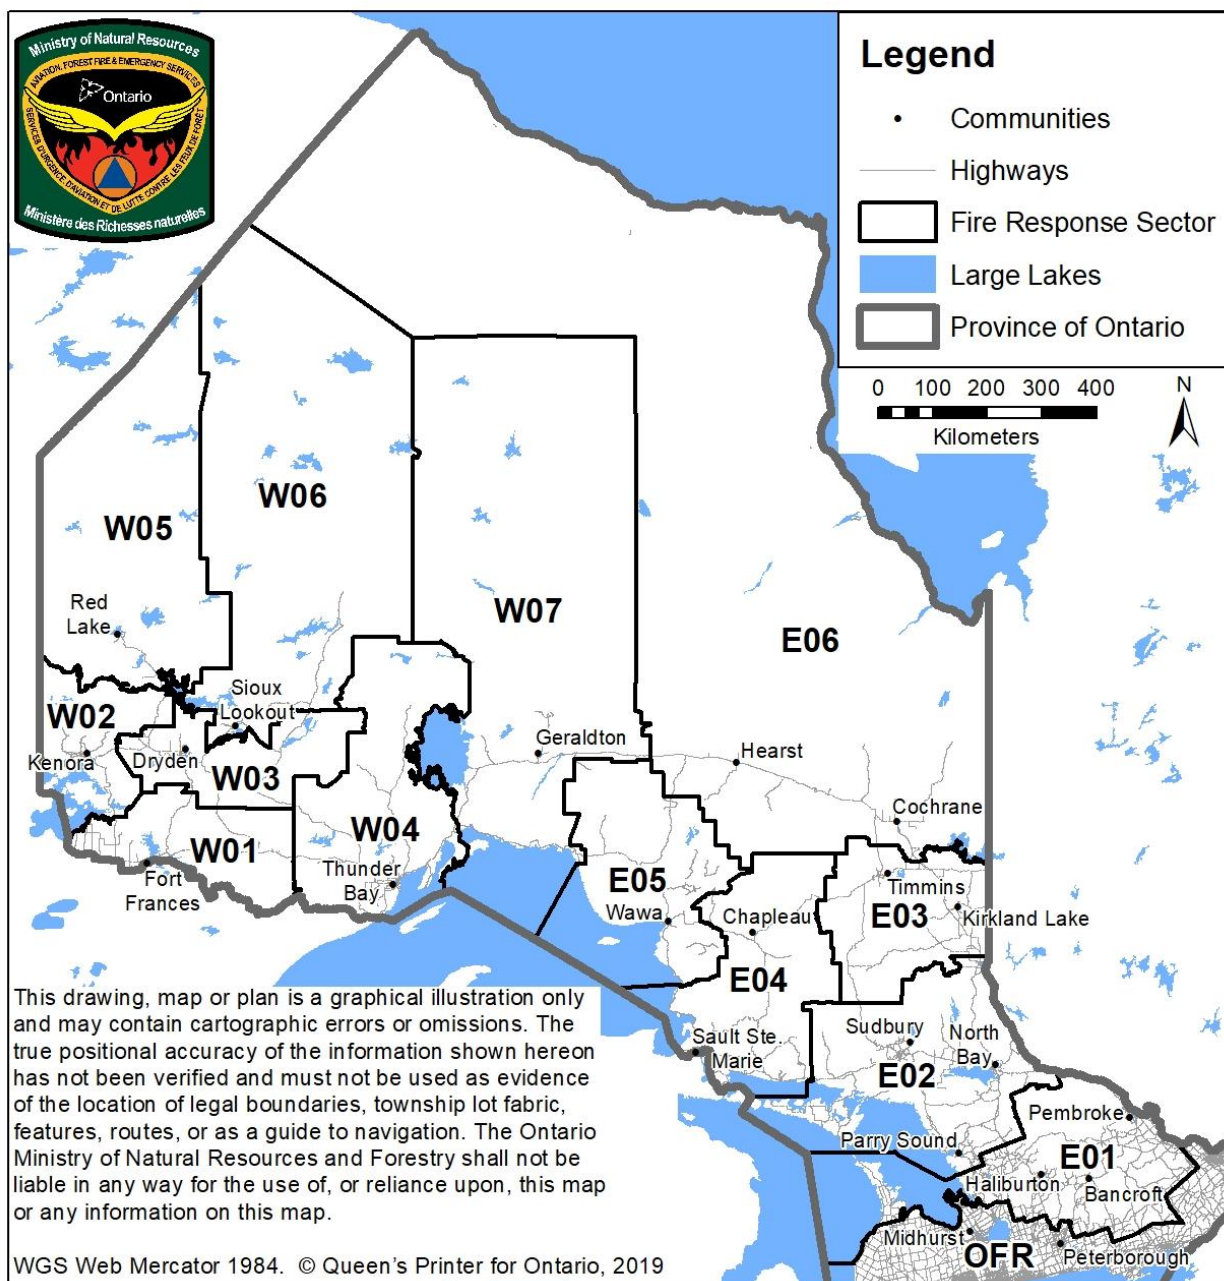 Ministry of Natural Resources
AVIATION, FOREST FIRE & EMERGENCY SERVICES
Ontario
SERVICES D'URGENCE, D'AVIATION ET DE LUTTE CONTRE LES FEUX DE FORÊT
Ministère des Richesses naturelles
Legend
Communities
Highways
Fire Response Sector
Large Lakes
Province of Ontario
0 100 200 300 400
Kilometers
N
W05
W06
W07
E06
Red
Lake
W02
Sioux
Lookout
Kenora
Dryden
W03
Geraldton
Hearst
Cochrane
W01
W04
Fort
Frances
Thunder
Bay
E05
Wawa
Chapleau
Timmins
E03
Kirkland Lake
E04
Sault Ste.
Marie
Sudbury
North
Bay
E02
Pembroke
Parry Sound
E01
Haliburton
Bancroft
Midhurst
OFR
Peterborough
This drawing, map or plan is a graphical illustration only
and may contain cartographic errors or omissions. The
true positional accuracy of the information shown hereon
has not been verified and must not be used as evidence
of the location of legal boundaries, township lot fabric,
features, routes, or as a guide to navigation. The Ontario
Ministry of Natural Resources and Forestry shall not be
liable in any way for the use of, or reliance upon, this map
or any information on this map.
WGS Web Mercator 1984. © Queen's Printer for Ontario, 2019